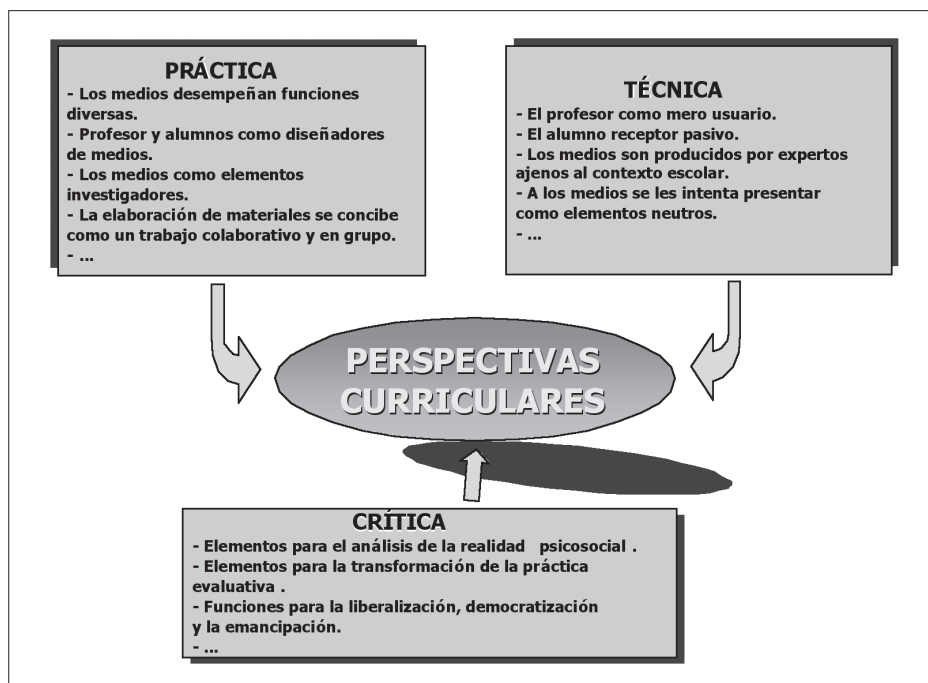 PRÁCTICA
- Los medios desempeñan funciones
diversas.
- Profesor y alumnos como diseñadores
de medios.
- Los medios como elementos
investigadores.
- La elaboración de materiales se concibe
como un trabajo colaborativo y en grupo.
- ...
TÉCNICA
- El profesor como mero usuario.
- El alumno receptor pasivo.
- Los medios son producidos por expertos
ajenos al contexto escolar.
- A los medios se les intenta presentar
como elementos neutros.
- ...
PERSPECTIVAS
CURRICULARES
CRÍTICA
- Elementos para el análisis de la realidad psicosocial .
- Elementos para la transformación de la práctica
evaluativa .
- Funciones para la liberalización, democratización
y la emancipación.
- ...